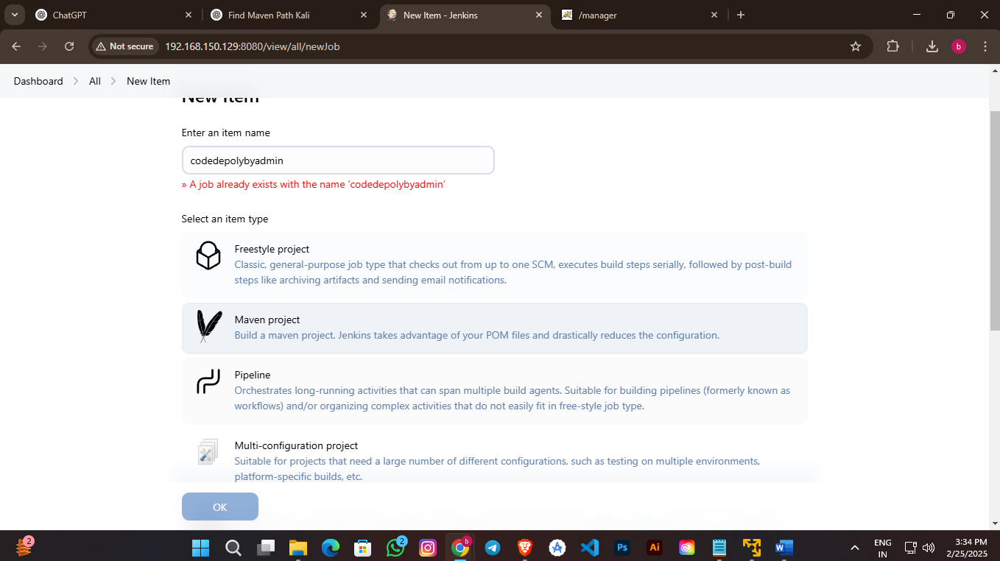 ChatGPT
Find Maven Path Kali
New Item - Jenkins
/manager
Not secure
192.168.150.129:8080/view/all/newJob
b
Dashboard
All
New Item
New Item
Enter an item name
codedepolybyadmin
» A job already exists with the name ‘codedepolybyadmin’
Select an item type
Freestyle project
Classic, general-purpose job type that checks out from up to one SCM, executes build steps serially, followed by post-build
steps like archiving artifacts and sending email notifications.
Maven project
Build a maven project. Jenkins takes advantage of your POM files and drastically reduces the configuration.
Pipeline
Orchestrates long-running activities that can span multiple build agents. Suitable for building pipelines (formerly known as
workflows) and/or organizing complex activities that do not easily fit in free-style job type.
Multi-configuration project
Suitable for projects that need a large number of different configurations, such as testing on multiple environments,
platform-specific builds, etc.
OK
2
2
b
Ps
Ai
W
ENG
IN
3:34 PM
2/25/2025